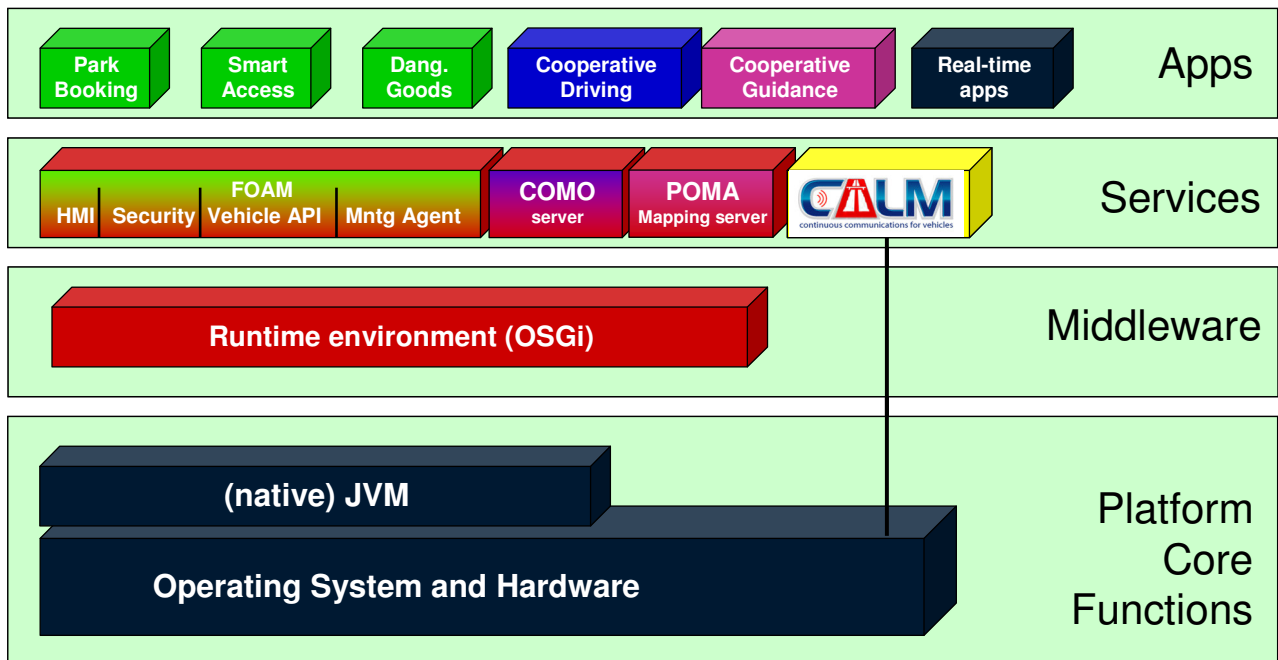 Park
Booking
Smart
Access
Dang.
Goods
Cooperative
Driving
Cooperative
Guidance
Real-time
apps
Apps
FOAM
HMI Security Vehicle API Mntg Agent
COMO
server
POMA
Mapping server
CALM
continuous communications for vehicles
Services
Runtime environment (OSGi)
Middleware
(native) JVM
Operating System and Hardware
Platform
Core
Functions